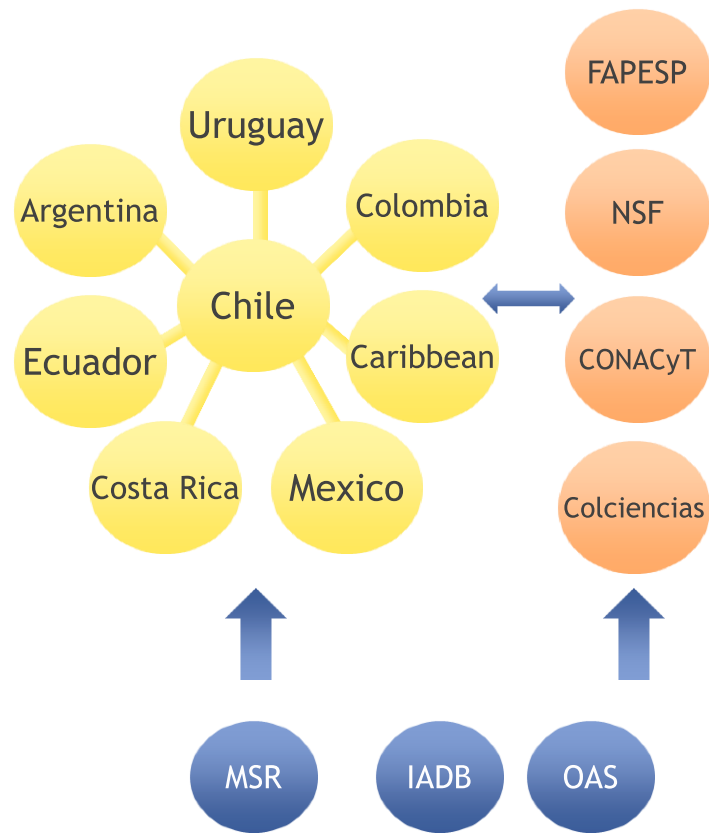 FAPESP
Uruguay
Argentina
Colombia
NSF
Chile
Ecuador
Caribbean
CONACyT
Costa Rica
Mexico
Colciencias
MSR
IADB
OAS